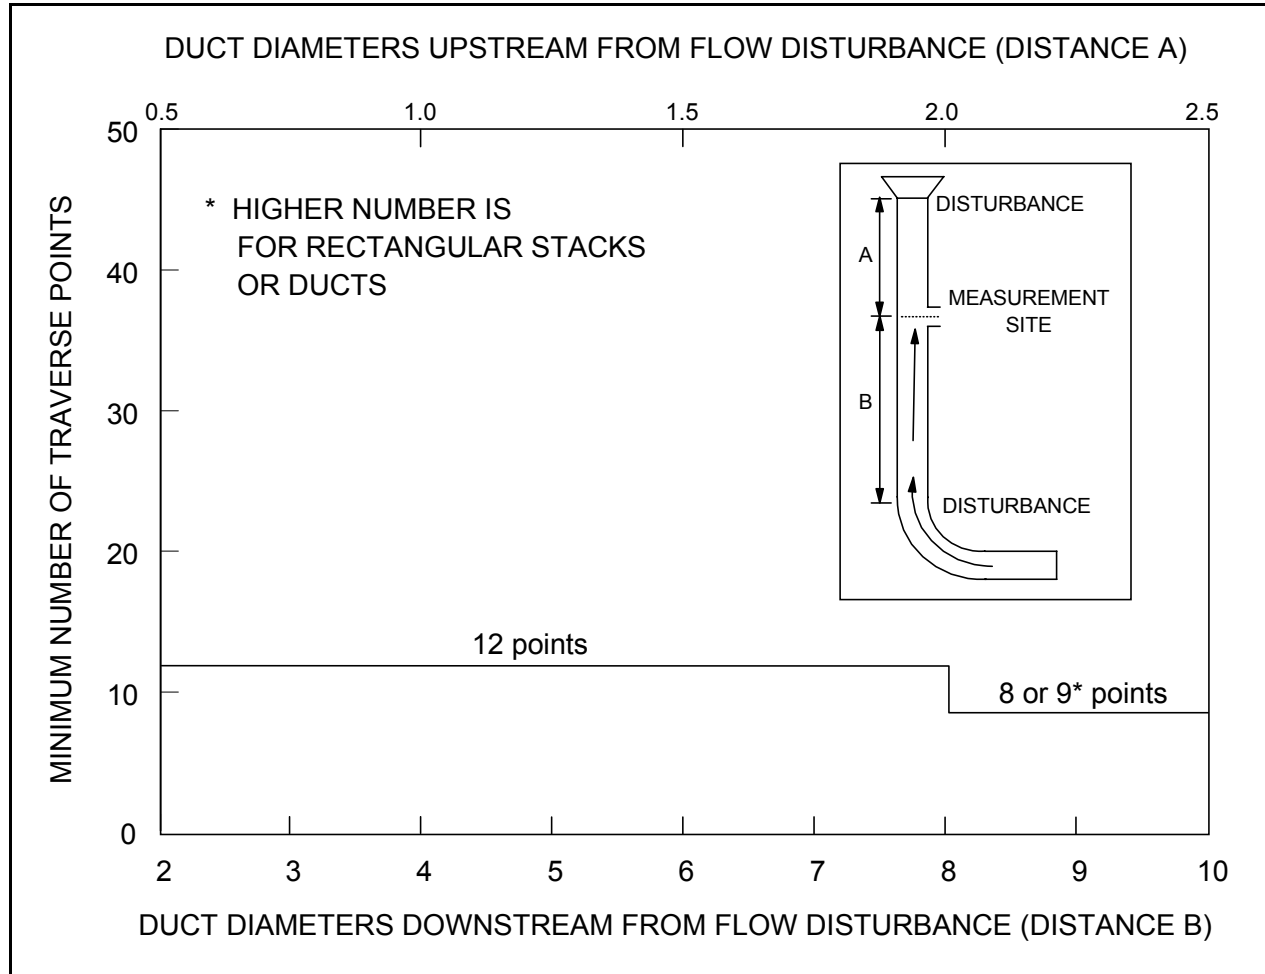 DUCT DIAMETERS UPSTREAM FROM FLOW DISTURBANCE (DISTANCE A)
0.5 1.0 1.5 2.0 2.5
50
40
30
20
10
0
MINIMUM NUMBER OF TRAVERSE POINTS
* HIGHER NUMBER IS
FOR RECTANGULAR STACKS
OR DUCTS
DISTURBANCE
A
MEASUREMENT
SITE
B
DISTURBANCE
12 points
8 or 9* points
2 3 4 5 6 7 8 9 10
DUCT DIAMETERS DOWNSTREAM FROM FLOW DISTURBANCE (DISTANCE B)